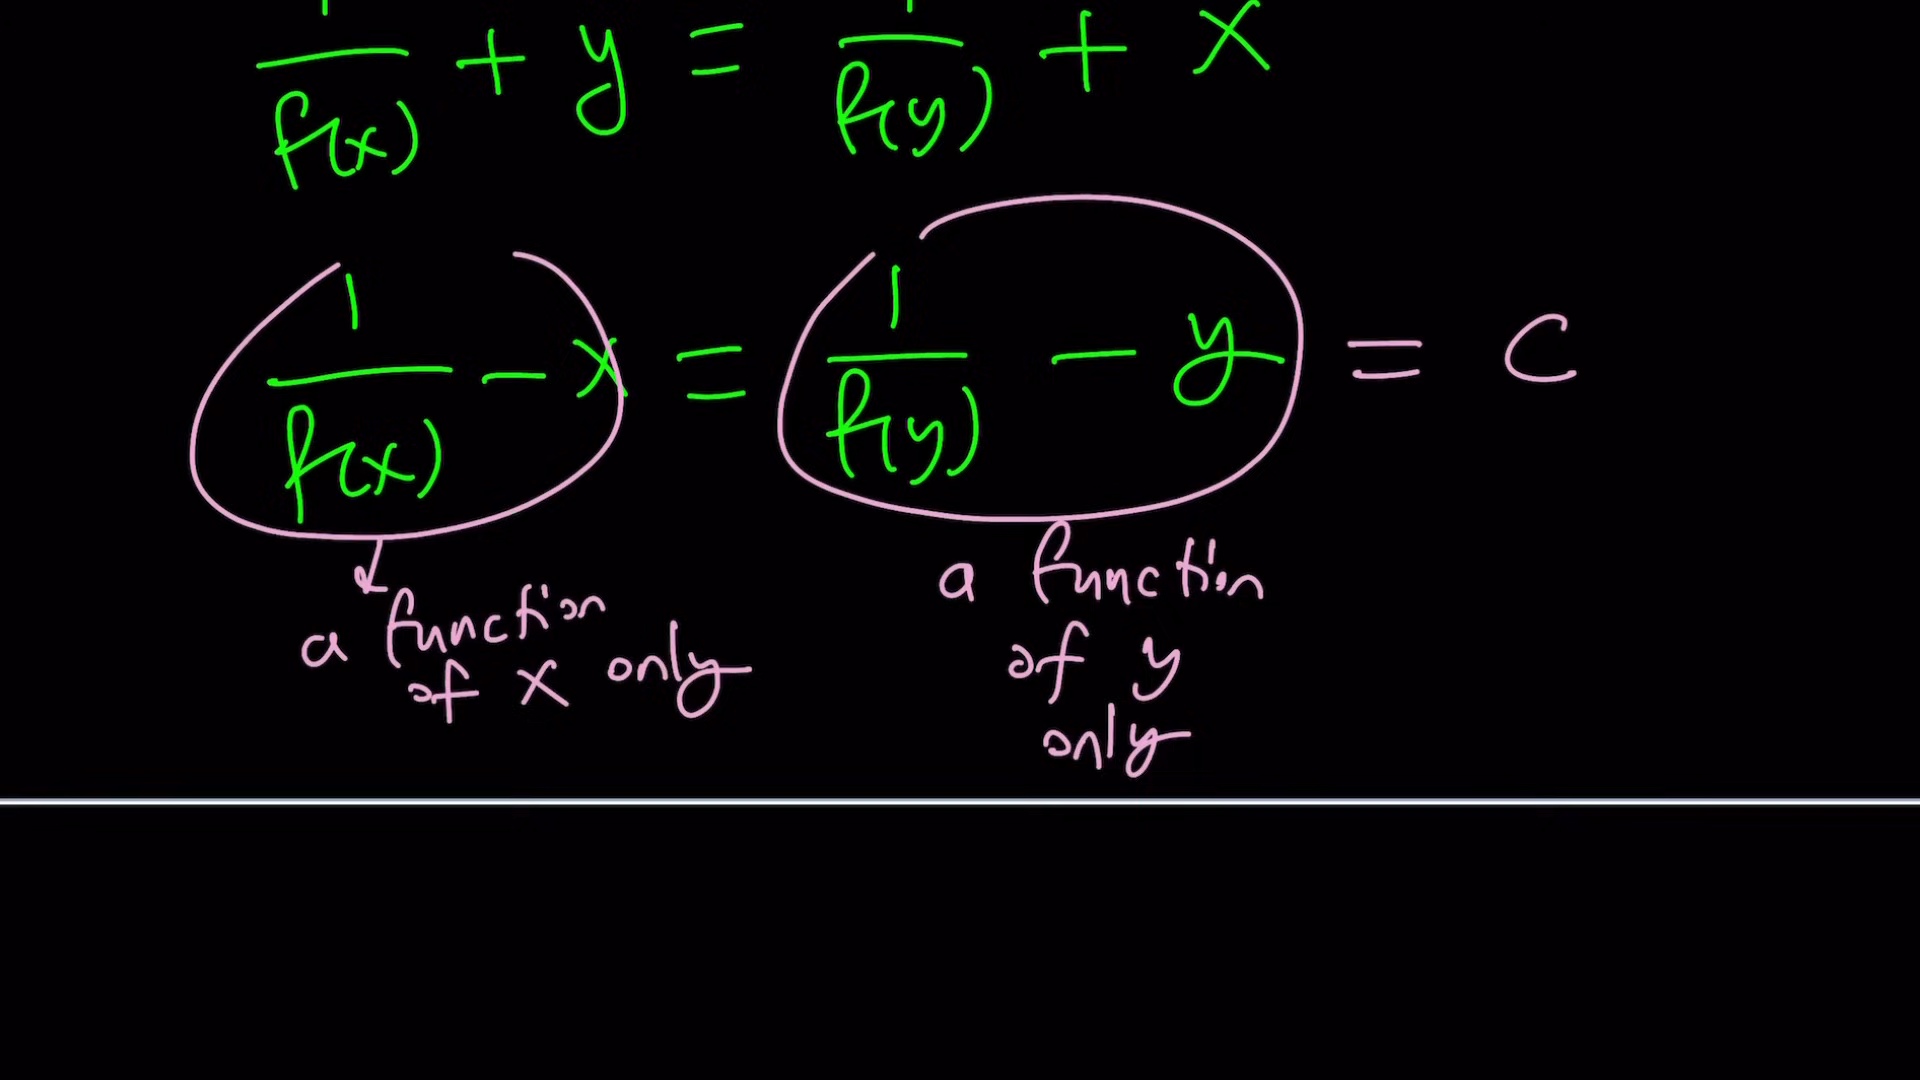 1/f(x) + y = 1/f(y) + x
1/f(x) - x = 1/f(y) - y = C
a function
of x only
a function
of y
only